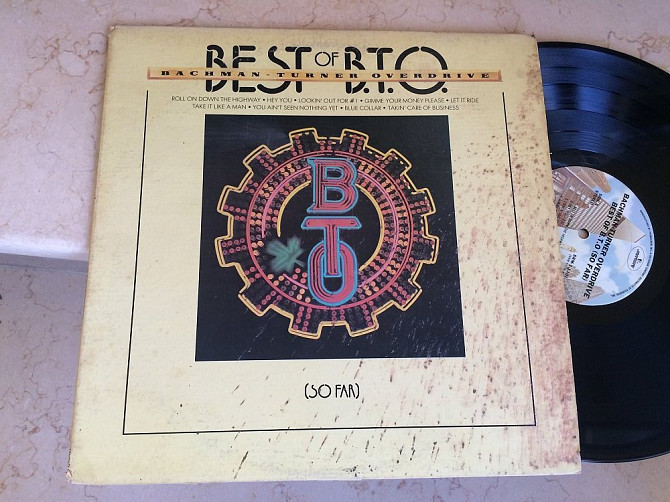 BEST OF B.T.O.
BACHMAN-TURNER OVERDRIVE
ROLL ON DOWN THE HIGHWAY • HEY YOU • LOOKIN' OUT FOR #1 • GIMME YOUR MONEY PLEASE • LET IT RIDE
TAKE IT LIKE A MAN • YOU AIN'T SEEN NOTHING YET • BLUE COLLAR • TAKIN' CARE OF BUSINESS
B
T
O
(SO FAR)
BACHMAN-TURNER OVERDRIVE
BEST OF B.T.O. (SO FAR)